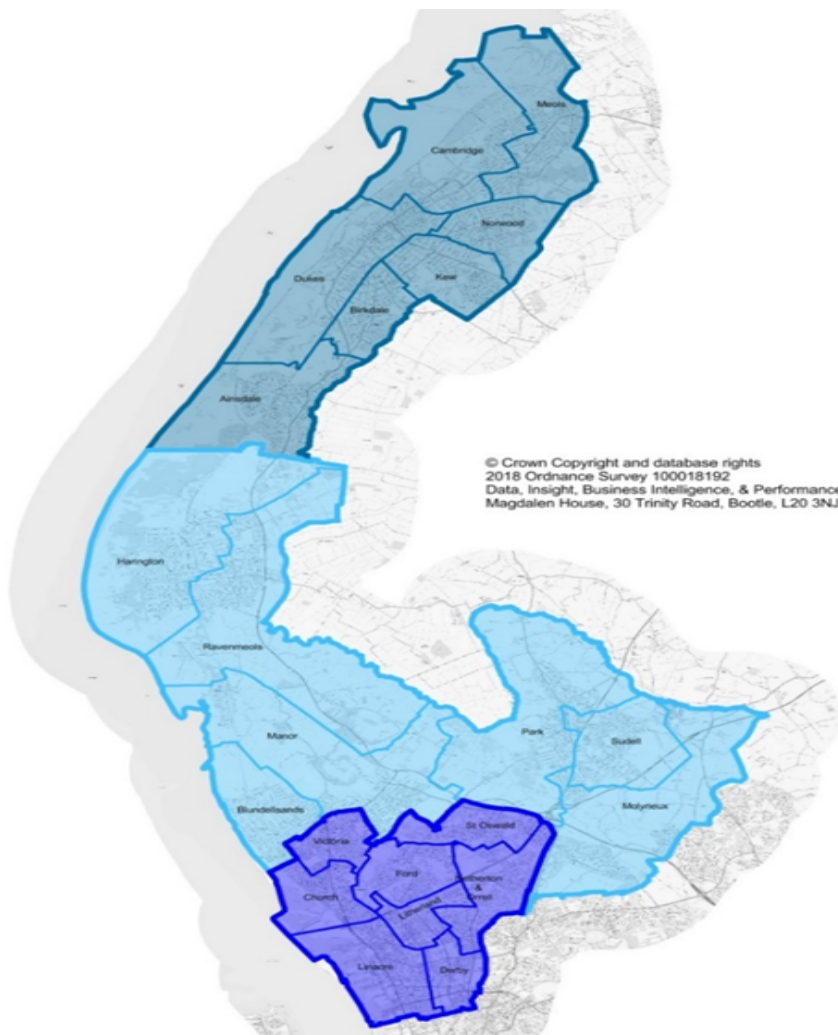 Meols
Cambridge
Norwood
Kew
Dukes
Birkdale
Ainsdale
© Crown Copyright and database rights
2018 Ordnance Survey 100018192
Data, Insight, Business Intelligence, & Performance
Magdalen House, 30 Trinity Road, Bootle, L20 3NJ
Harington
Ravenmeols
Park
Manor
Sudell
Molyneux
Blundellsands
St Oswald
Victoria
Ford
Netherton
&
Orrell
Church
Litherland
Linacre
Derby